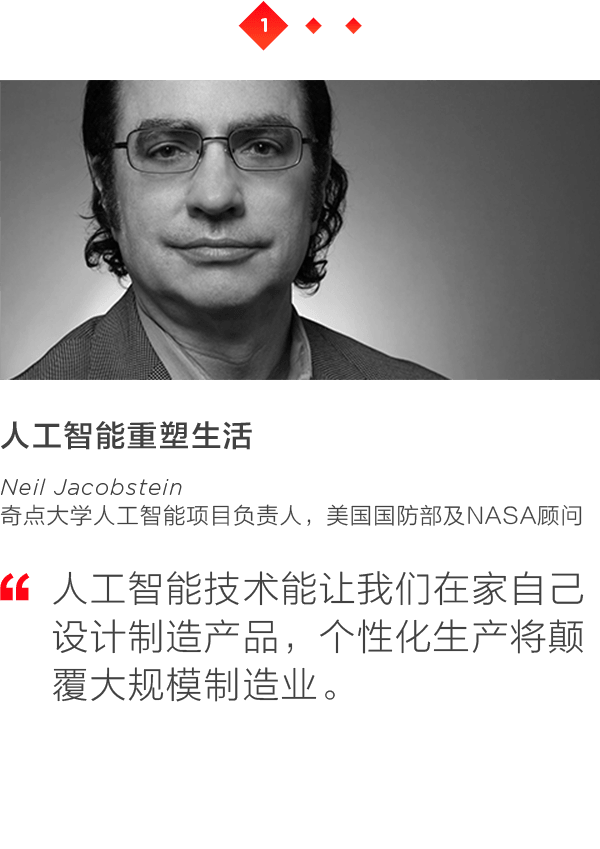 1
人工智能重塑生活
Neil Jacobstein
奇点大学人工智能项目负责人，美国国防部及NASA顾问
“ 人工智能技术能让我们在家自己
设计制造产品，个性化生产将颠
覆大规模制造业。